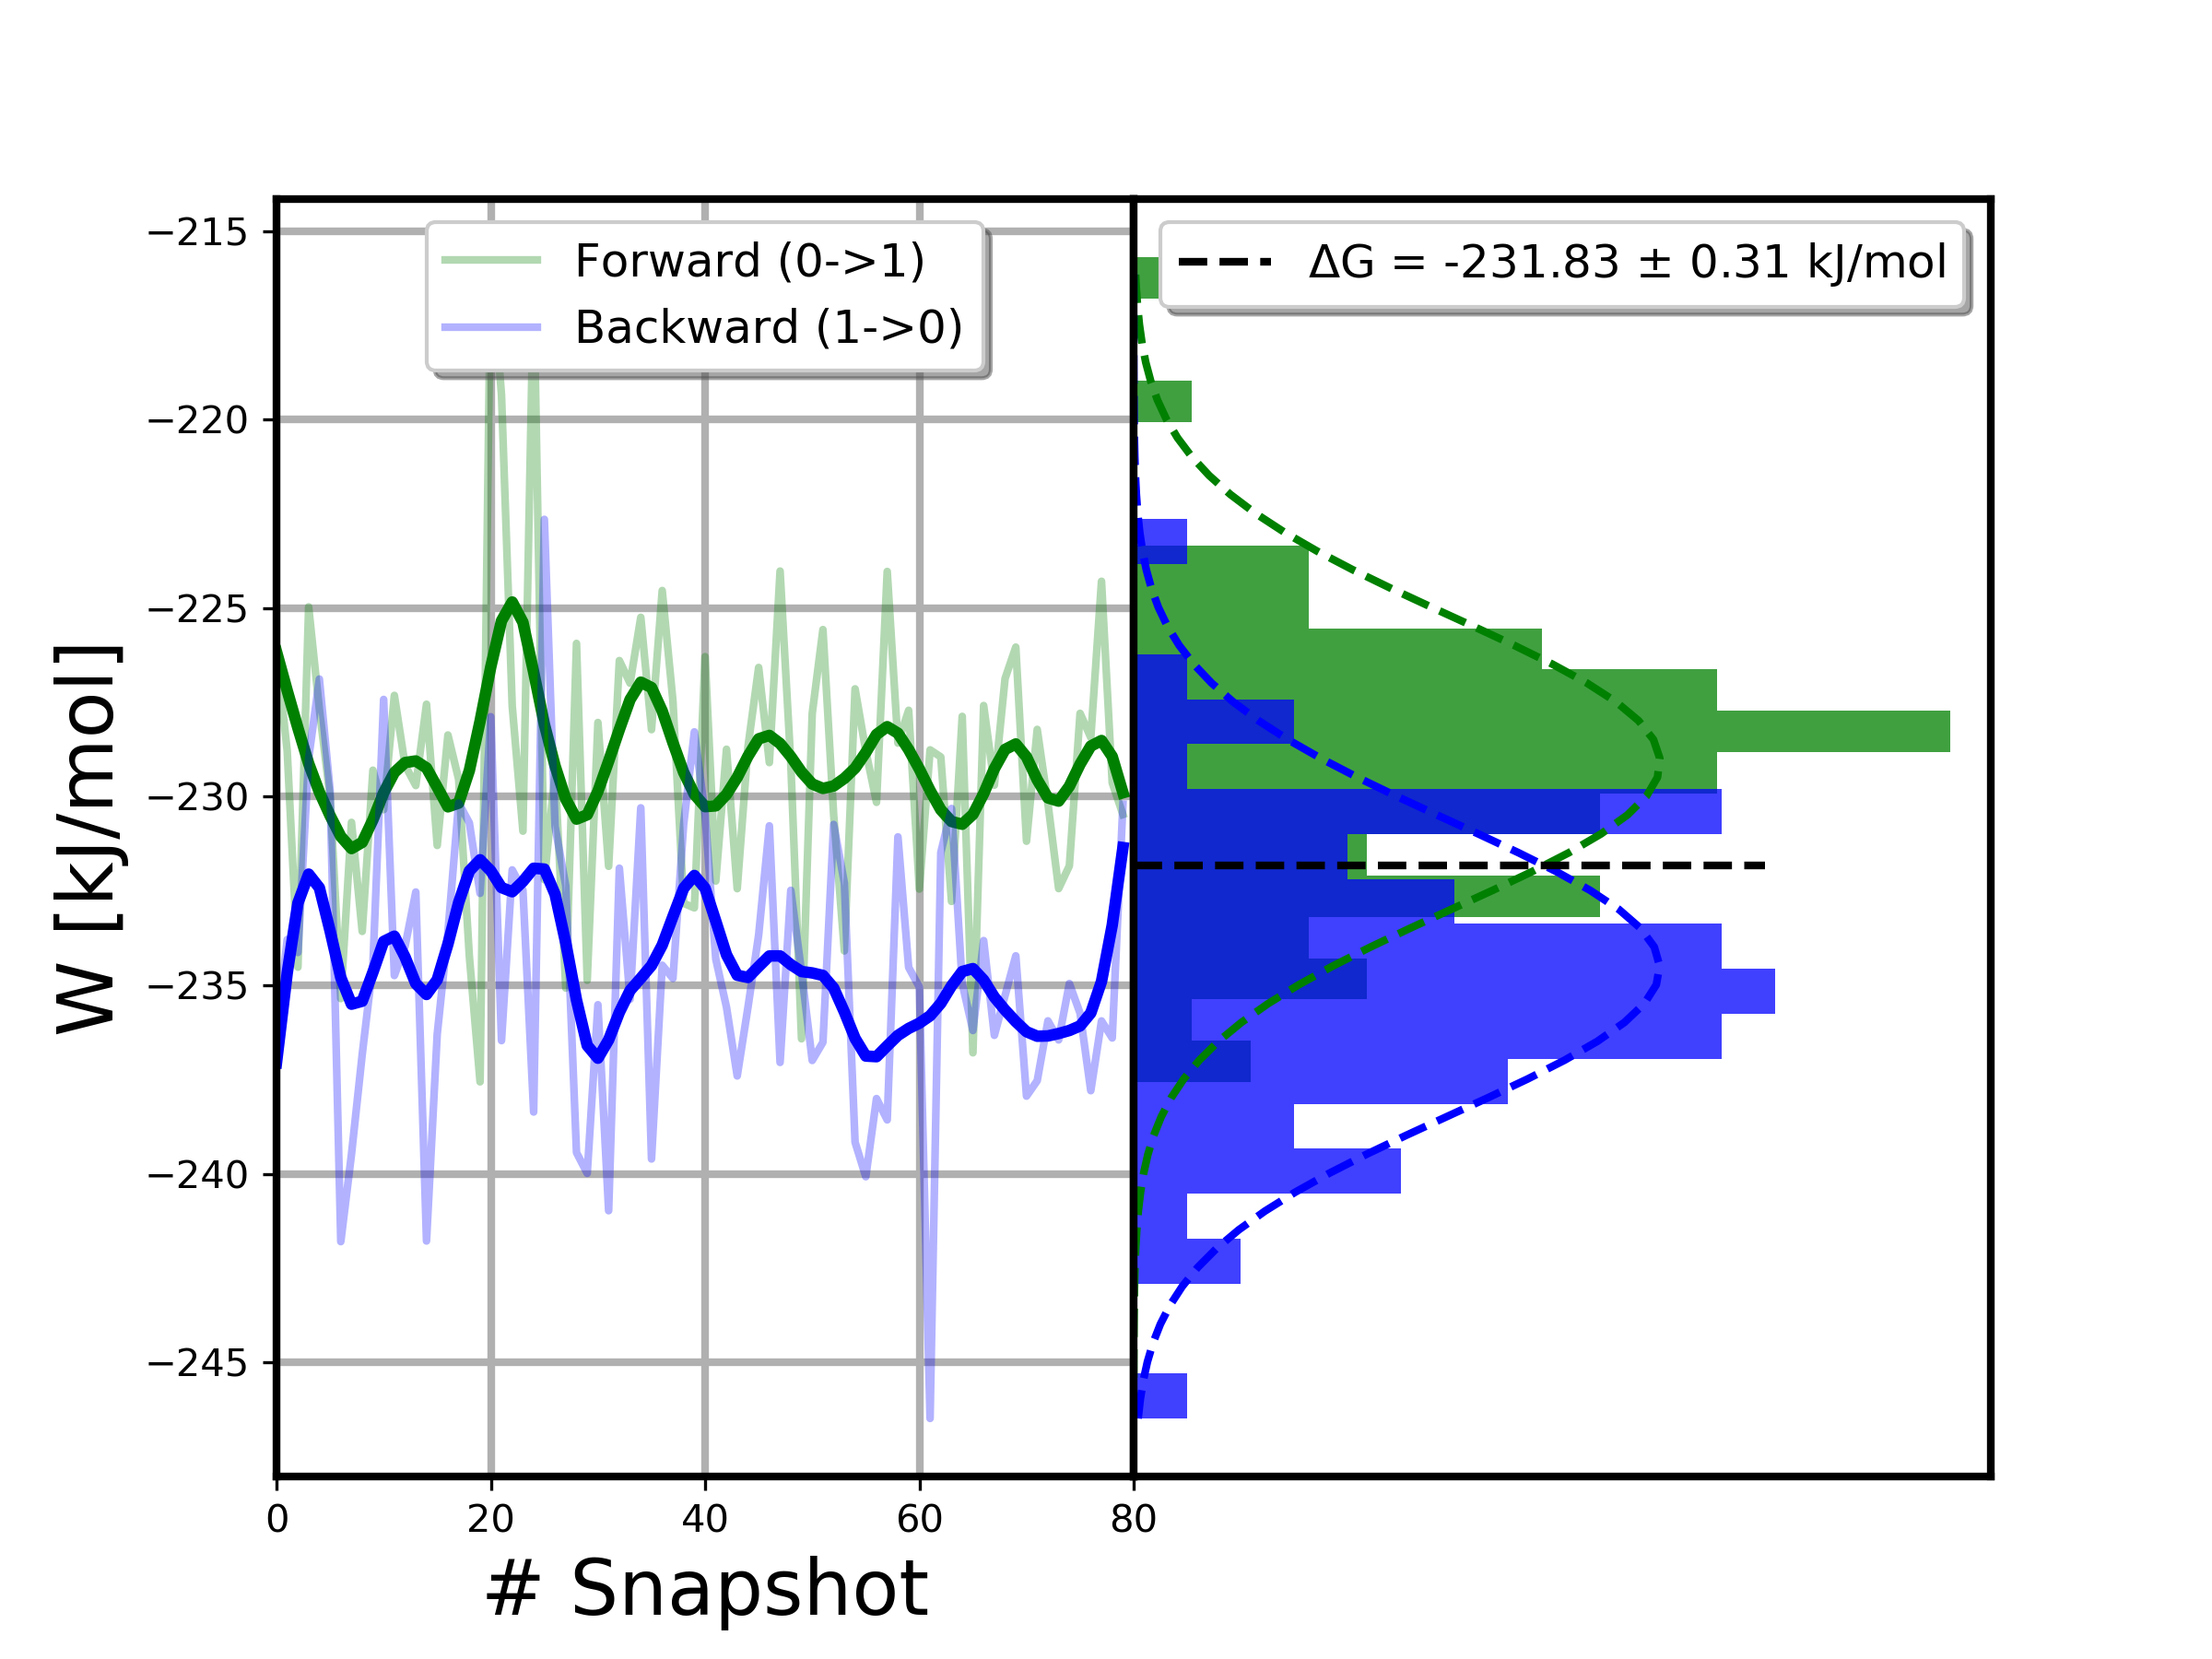 Forward (0->1)
Backward (1->0)
ΔG = -231.83 ± 0.31 kJ/mol
−215
−220
−225
−230
−235
−240
−245
W [kJ/mol]
0 20 40 60 80
# Snapshot